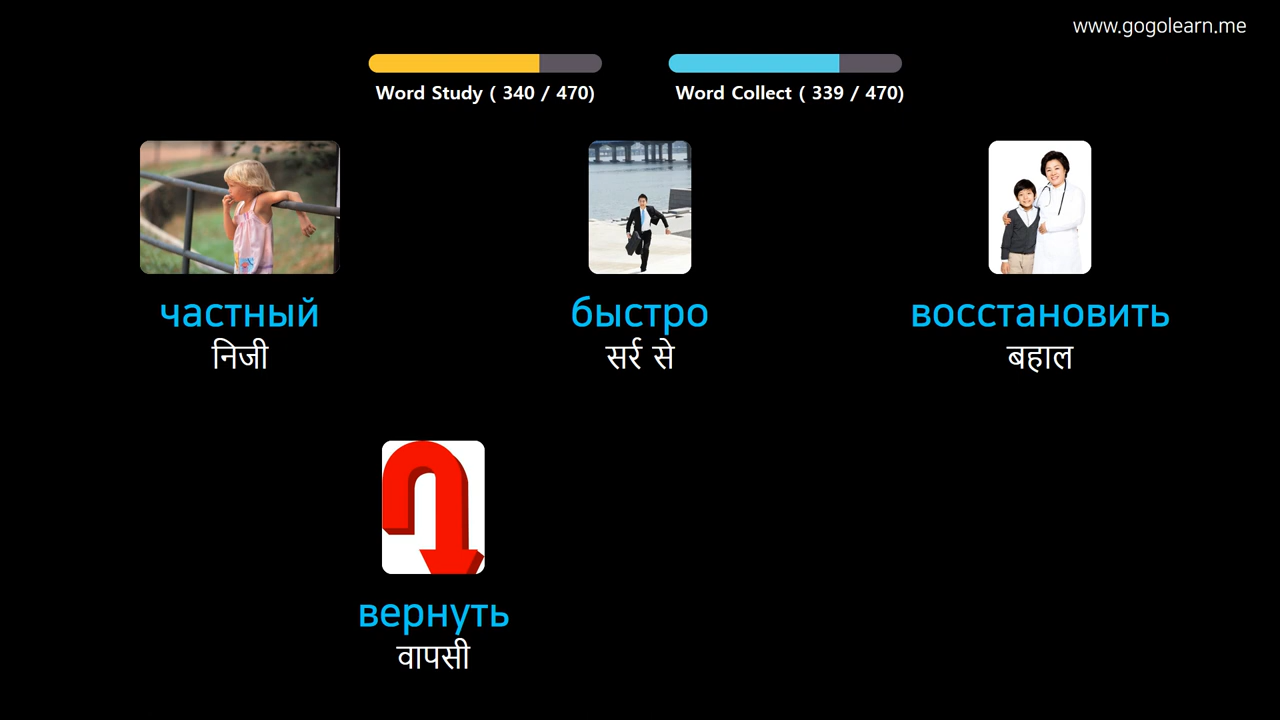 www.gogolearn.me
Word Study ( 340 / 470)
Word Collect ( 339 / 470)
частный
निजी
быстро
सर्र से
восстановить
बहाल
вернуть
वापसी